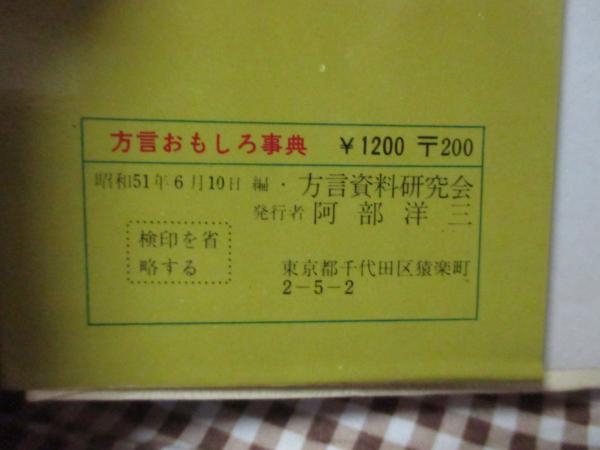 方言おもしろ事典 ¥1200 〒200
昭和51年6月10日 編・方言資料研究会
発行者 阿部洋三
検印を省
略する
東京都千代田区猿楽町
2-5-2